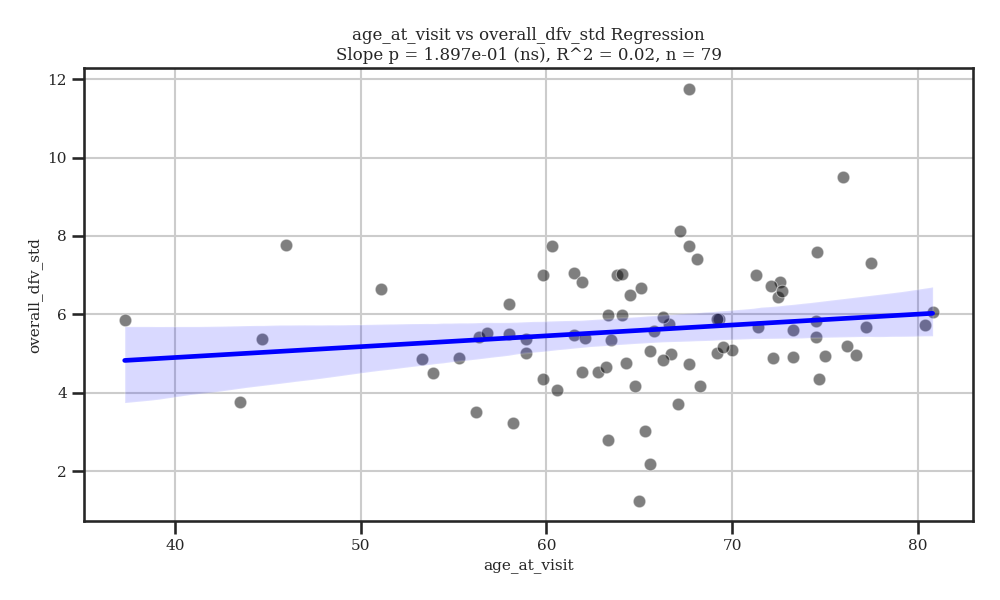 age_at_visit vs overall_dfv_std Regression
Slope p = 1.897e-01 (ns), R^2 = 0.02, n = 79
12
10
8
6
4
2
overall_dfv_std
40
50
60
70
80
age_at_visit